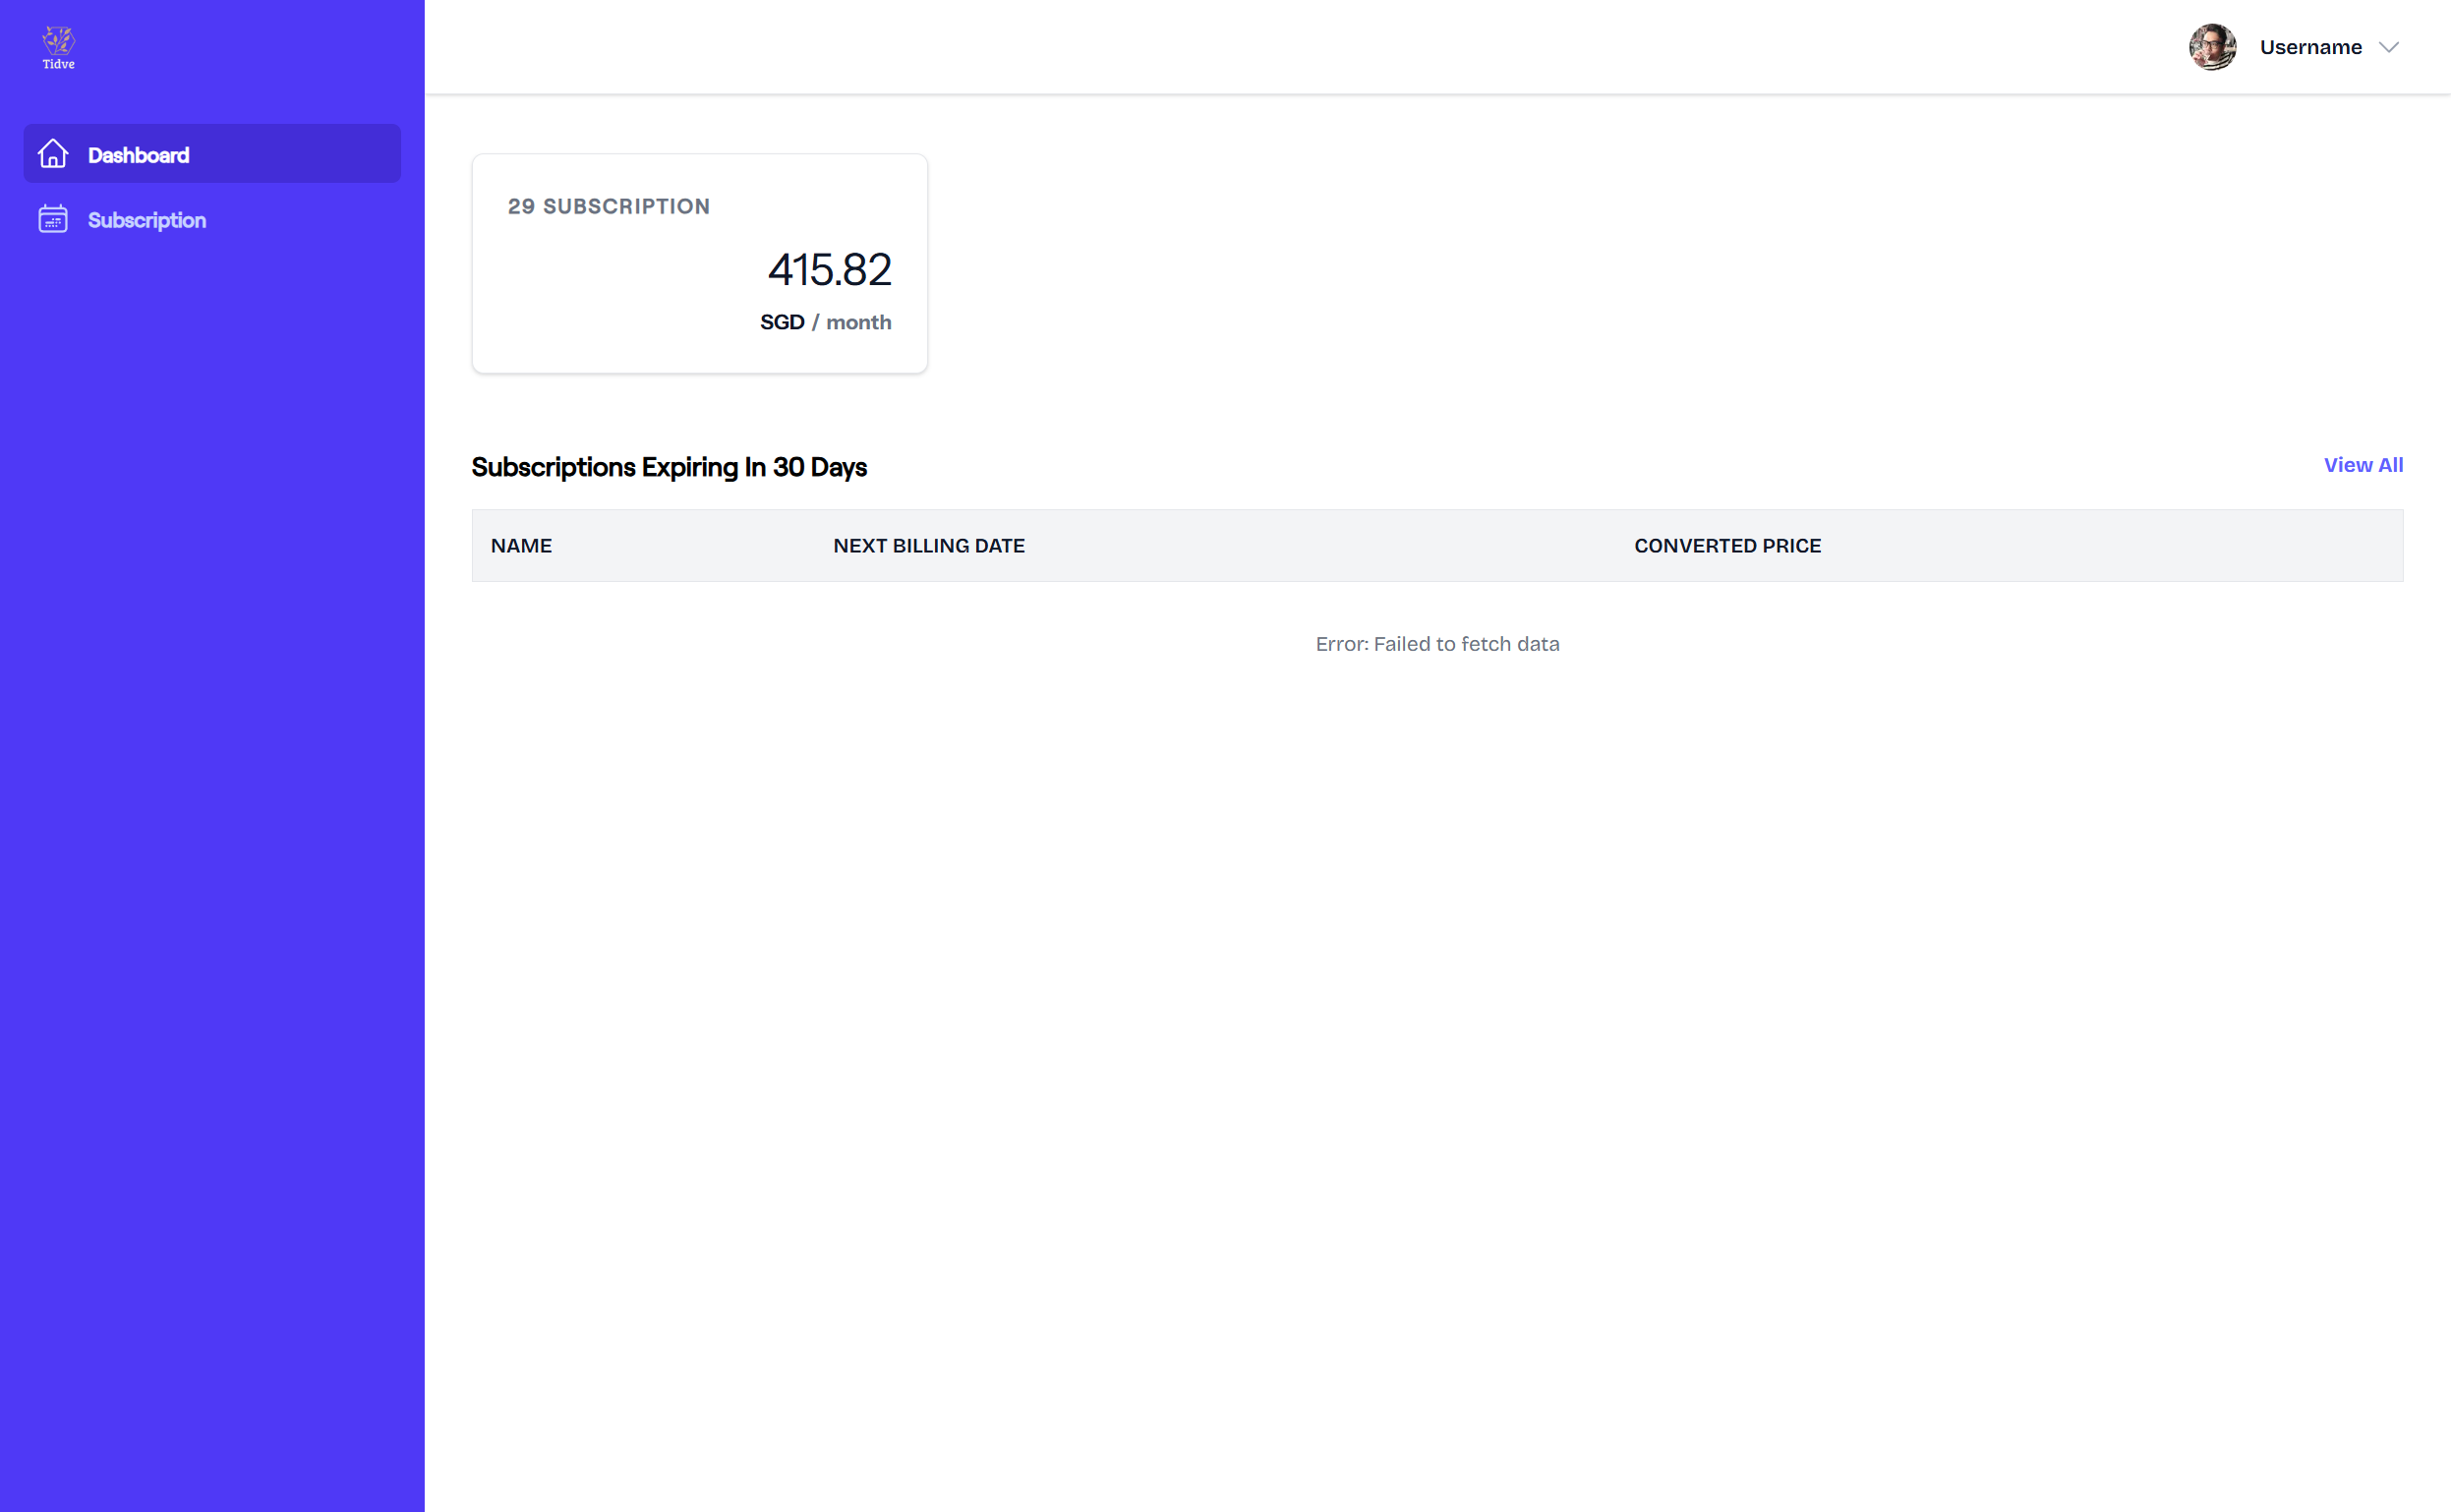 Tidve
Username
Dashboard
Subscription
29 SUBSCRIPTION
415.82
SGD / month
Subscriptions Expiring In 30 Days
View All
NAME NEXT BILLING DATE CONVERTED PRICE
Error: Failed to fetch data